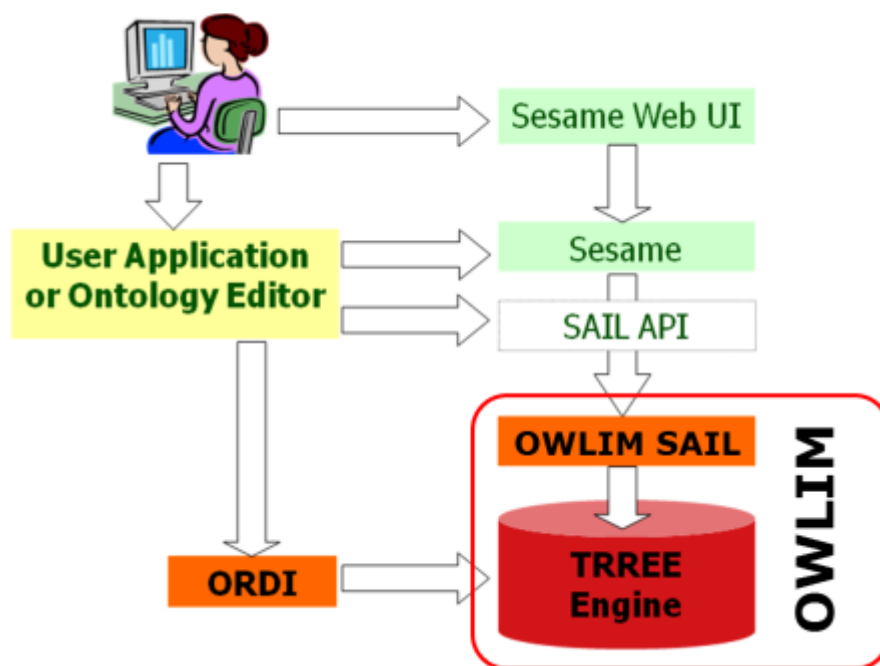 Sesame Web UI
User Application
or Ontology Editor
Sesame
SAIL API
OWLIM SAIL
OWLIM
TRREE
Engine
ORDI